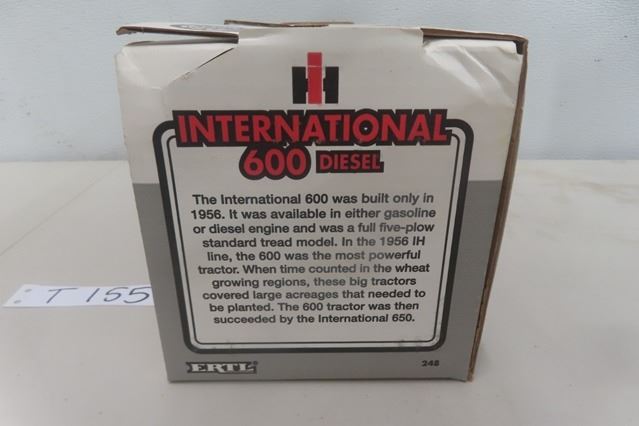 IH
INTERNATIONAL
600 DIESEL
The International 600 was built only in
1956. It was available in either gasoline
or diesel engine and was a full five-plow
standard tread model. In the 1956 IH
line, the 600 was the most powerful
tractor. When time counted in the wheat
growing regions, these big tractors
covered large acreages that needed to
be planted. The 600 tractor was then
succeeded by the International 650.
T 155
ERTL®
248